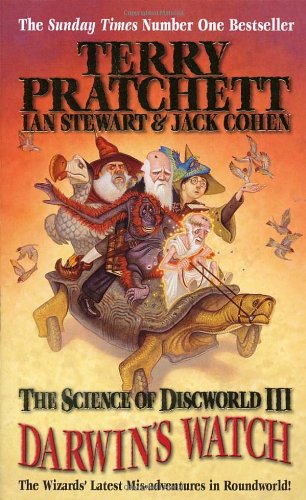 The Sunday Times Number One Bestseller
TERRY
PRATCHETT
IAN STEWART & JACK COHEN
THE SCIENCE OF DISCWORLD III
DARWIN'S WATCH
The Wizards' Latest Mis-adventures in Roundworld!